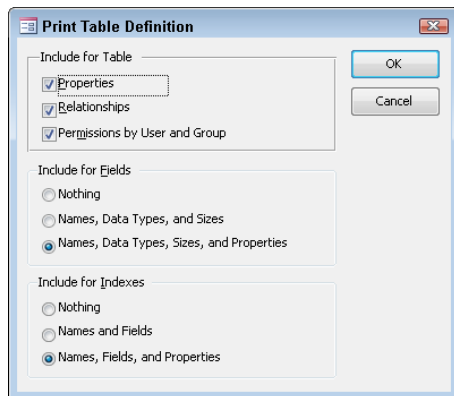 Print Table Definition
Include for Table
Properties
Relationships
Permissions by User and Group
OK
Cancel
Include for Fields
Nothing
Names, Data Types, and Sizes
Names, Data Types, Sizes, and Properties
Include for Indexes
Nothing
Names and Fields
Names, Fields, and Properties